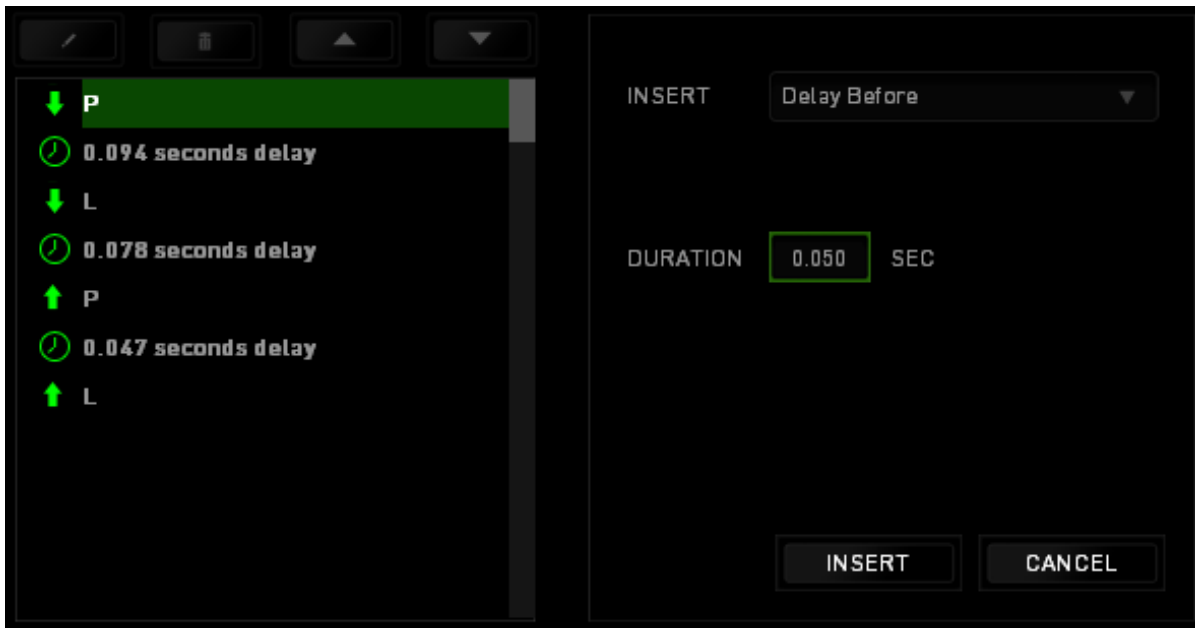 P
0.094 seconds delay
L
0.078 seconds delay
P
0.047 seconds delay
L
INSERT Delay Before
DURATION 0.050 SEC
INSERT CANCEL